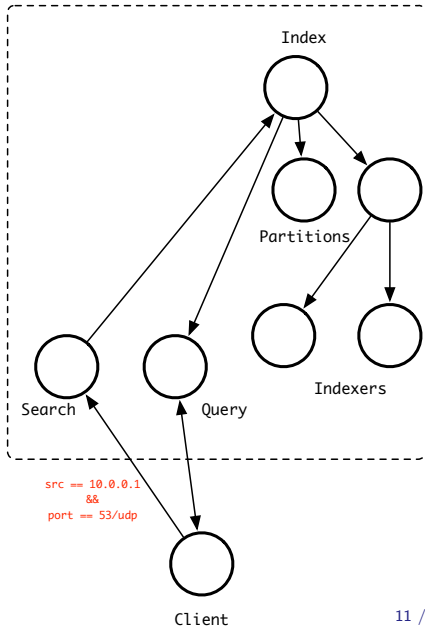 Index
Partitions
Indexers
Search
Query
src == 10.0.0.1
&&
port == 53/udp
Client
11 /